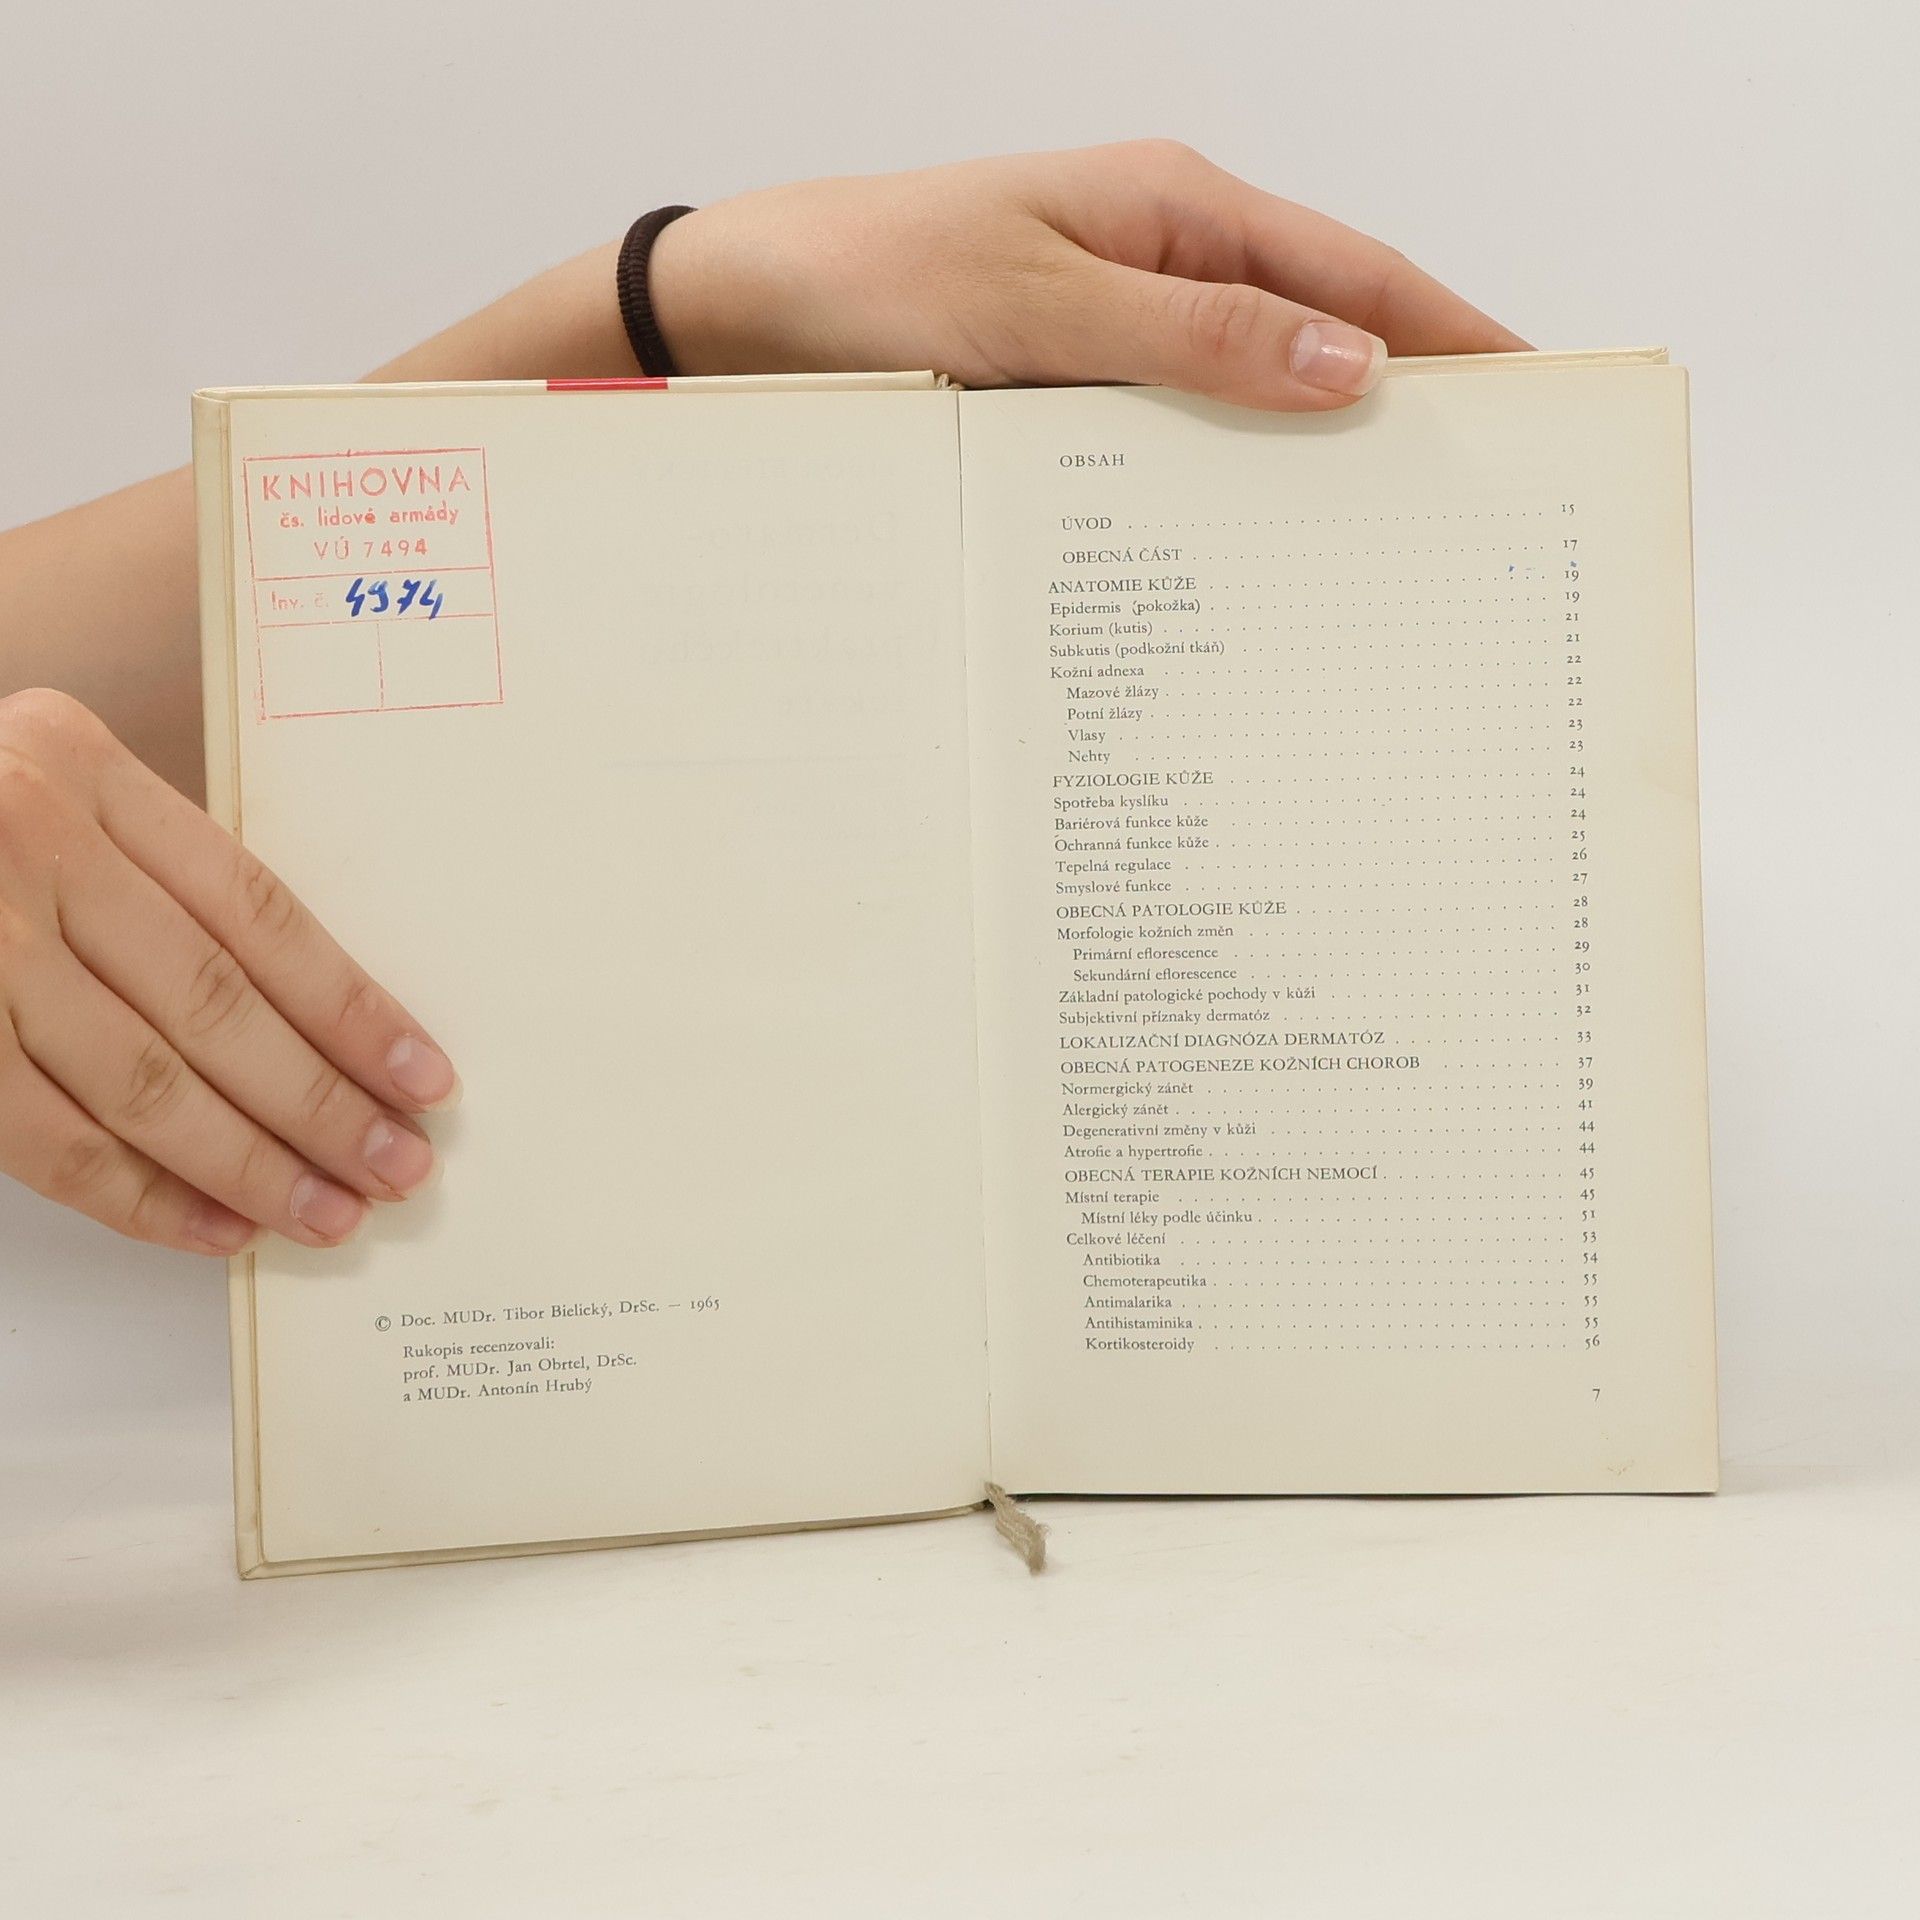 KNIHOVNA
čs. lidové armády
VÚ 7494
Inv. č. 4974
© Doc. MUDr. Tibor Bielický, DrSc. — 1965
Rukopis recenzovali:
prof. MUDr. Jan Obrtel, DrSc.
a MUDr. Antonín Hrubý
OBSAH
ÚVOD . . . . . . . . . . 15
OBECNÁ ČÁST . . . . . . . . . . 17
ANATOMIE KŮŽE . . . . . . . . . . 19
Epidermis (pokožka) . . . . . . . . . . 19
Korium (kutis) . . . . . . . . . . 21
Subkutis (podkožní tkáň) . . . . . . . . . . 21
Kožní adnexa . . . . . . . . . . 22
Mazové žlázy . . . . . . . . . . 22
Potní žlázy . . . . . . . . . . 22
Vlasy . . . . . . . . . . 23
Nehty . . . . . . . . . . 23
FYZIOLOGIE KŮŽE . . . . . . . . . . 24
Spotřeba kyslíku . . . . . . . . . . 24
Bariérová funkce kůže . . . . . . . . . . 24
Ochranná funkce kůže . . . . . . . . . . 25
Tepelná regulace . . . . . . . . . . 26
Smyslové funkce . . . . . . . . . . 27
OBECNÁ PATOLOGIE KŮŽE . . . . . . . . . . 28
Morfologie kožních změn . . . . . . . . . . 28
Primární eflorescence . . . . . . . . . . 29
Sekundární eflorescence . . . . . . . . . . 30
Základní patologické pochody v kůži . . . . . . . . . . 31
Subjektivní příznaky dermatóz . . . . . . . . . . 32
LOKALIZAČNÍ DIAGNÓZA DERMATÓZ . . . . . . . . . . 33
OBECNÁ PATOGENEZE KOŽNÍCH CHOROB . . . . . . . 37
Normergický zánět . . . . . . . . . . 39
Alergický zánět . . . . . . . . . . 41
Degenerativní změny v kůži . . . . . . . . . . 44
Atrofie a hypertrofie . . . . . . . . . . 44
OBECNÁ TERAPIE KOŽNÍCH NEMOCÍ . . . . . . . . . . 45
Místní terapie . . . . . . . . . . 45
Místní léky podle účinku . . . . . . . . . . 51
Celkové léčení . . . . . . . . . . 53
Antibiotika . . . . . . . . . . 54
Chemoterapeutika . . . . . . . . . . 55
Antimalarika . . . . . . . . . . 55
Antihistaminika . . . . . . . . . . 55
Kortikosteroidy . . . . . . . . . . 56
7